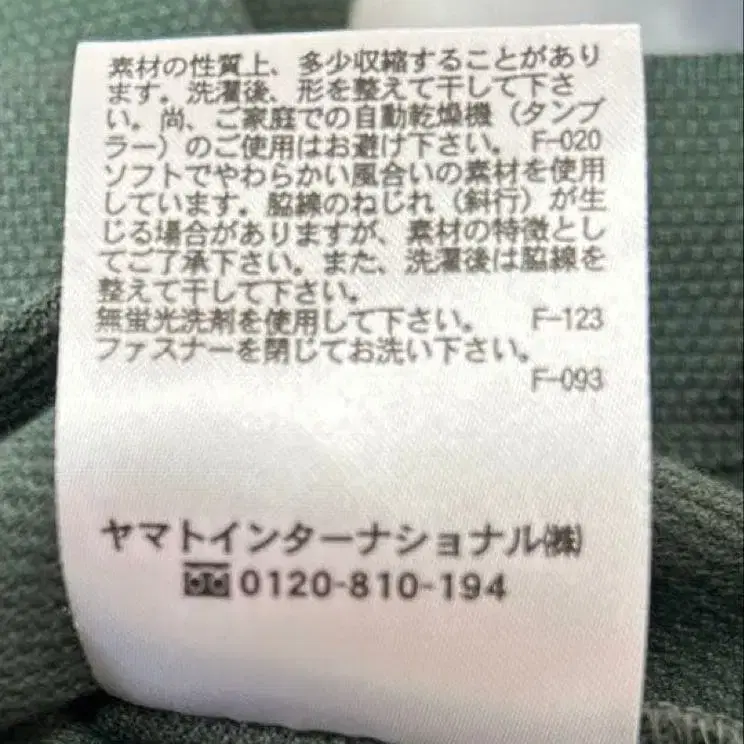 素材の性質上、多少収縮することがあり
ます。洗濯後、形を整えて干して下さ
い。尚、ご家庭での自動乾燥機（タンブ
ラー）のご使用はお避け下さい。 F-020
ソフトでやわらかい風合いの素材を使用
しています。脇線のねじれ（斜行）が生
じる場合がありますが、素材の特徴とし
てご了承下さい。また、洗濯後は脇線を
整えて干して下さい。
無蛍光洗剤を使用して下さい。 F-123
ファスナーを閉じてお洗い下さい。
F-093
ヤマトインターナショナル㈱
0120-810-194